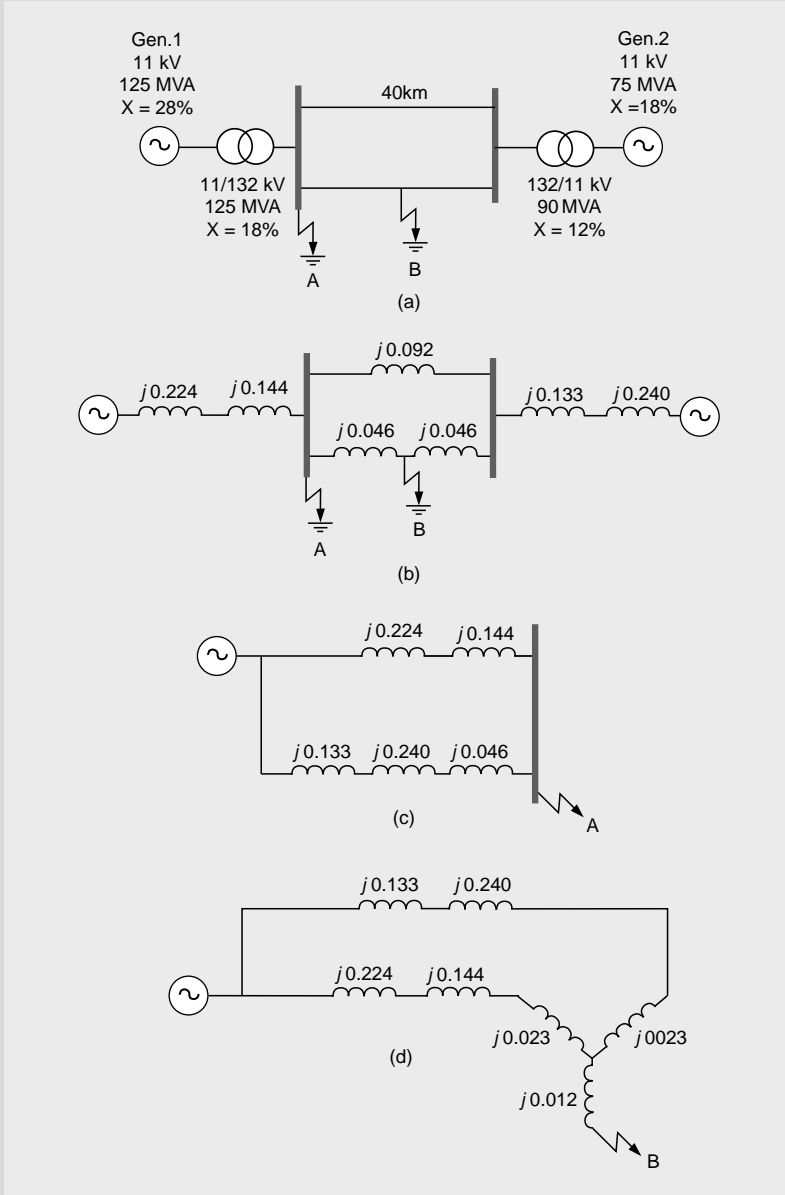 Gen.1
11 kV
125 MVA
X = 28%
Gen.2
11 kV
75 MVA
X =18%
40km
11/132 kV
125 MVA
X = 18%
132/11 kV
90 MVA
X = 12%
A
B
(a)
j 0.092
j 0.224
j 0.144
j 0.133
j 0.240
j 0.046
j 0.046
B
A
(b)
j 0.224
j 0.144
j 0.133
j 0.240
j 0.046
A
(c)
j 0.133
j 0.240
j 0.224
j 0.144
j 0.023
j 0023
(d)
j 0.012
B